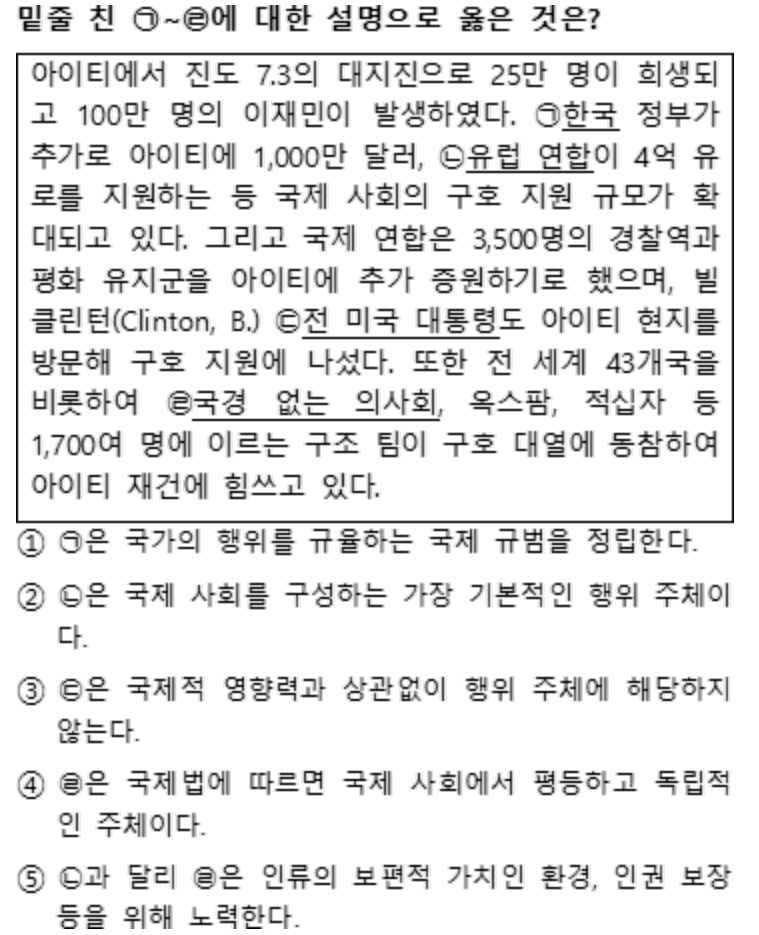 밑줄 친 ㉠~㉣에 대한 설명으로 옳은 것은?
아이티에서 진도 7.3의 대지진으로 25만 명이 희생되
고 100만 명의 이재민이 발생하였다. ㉠한국 정부가
추가로 아이티에 1,000만 달러, ㉡유럽 연합이 4억 유
로를 지원하는 등 국제 사회의 구호 지원 규모가 확
대되고 있다. 그리고 국제 연합은 3,500명의 경찰역과
평화 유지군을 아이티에 추가 증원하기로 했으며, 빌
클린턴(Clinton, B.) ㉢전 미국 대통령도 아이티 현지를
방문해 구호 지원에 나섰다. 또한 전 세계 43개국을
비롯하여 ㉣국경 없는 의사회, 옥스팜, 적십자 등
1,700여 명에 이르는 구조 팀이 구호 대열에 동참하여
아이티 재건에 힘쓰고 있다.
① ㉠은 국가의 행위를 규율하는 국제 규범을 정립한다.
② ㉡은 국제 사회를 구성하는 가장 기본적인 행위 주체이
다.
③ ㉢은 국제적 영향력과 상관없이 행위 주체에 해당하지
않는다.
④ ㉣은 국제법에 따르면 국제 사회에서 평등하고 독립적
인 주체이다.
⑤ ㉡과 달리 ㉣은 인류의 보편적 가치인 환경, 인권 보장
등을 위해 노력한다.